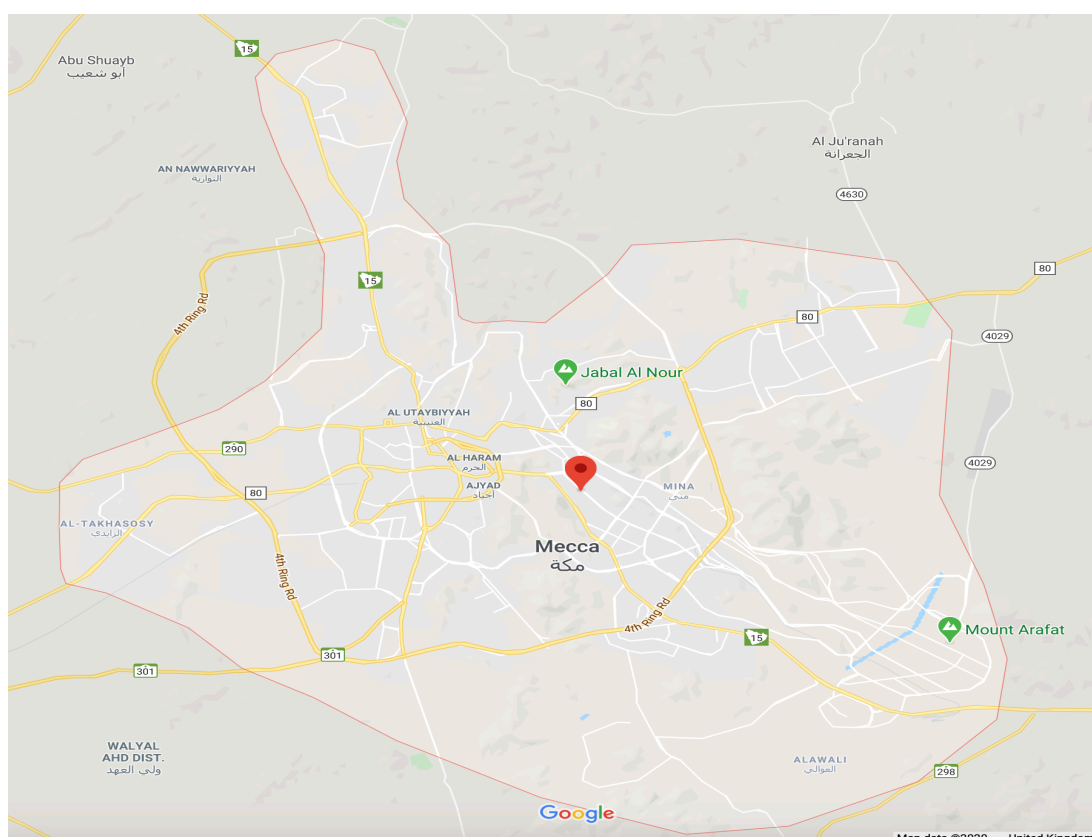 15
Abu Shuayb
أبو شعيب
Al Ju'ranah
الجعرانة
AN NAWWARIYYAH
النوارية
4630
80
15
4th Ring Rd
80
4029
Jabal Al Nour
80
AL UTAYBIYYAH
العتيبية
290
AL HARAM
الحرم
4029
80
AJYAD
أجياد
MINA
منى
AL-TAKHASOSY
الزايدي
Mecca
مكة
4th Ring Rd
4th Ring Rd
Mount Arafat
15
301
301
WALYAL
AHD DIST.
ولي العهد
ALAWALI
العوالي
298
Google